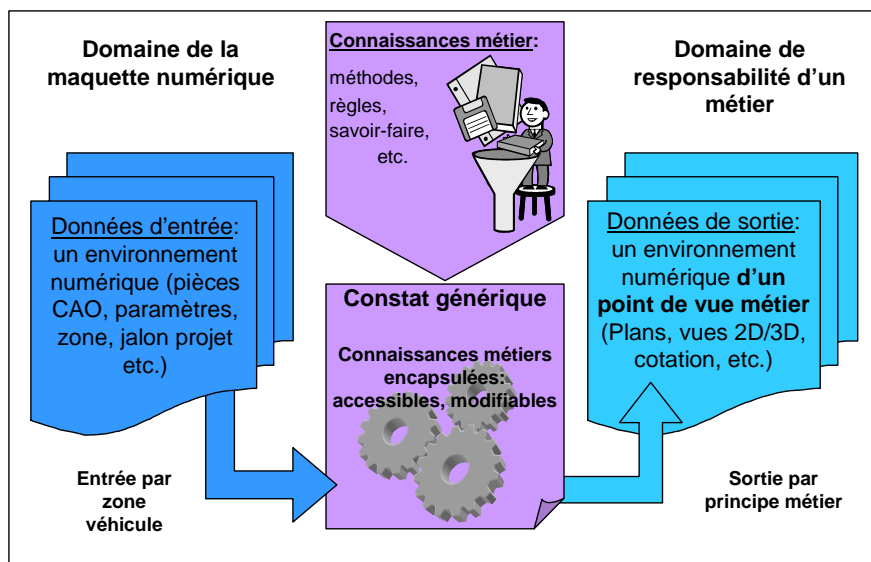 Domaine de la
maquette numérique
Connaissances métier:
méthodes,
règles,
savoir-faire,
etc.
Domaine de
responsabilité d'un
métier
Données d'entrée:
un environnement
numérique (pièces
CAO, paramètres,
zone, jalon projet
etc.)
Constat générique
Connaissances métiers
encapsulées:
accessibles, modifiables
Données de sortie:
un environnement
numérique d'un
point de vue métier
(Plans, vues 2D/3D,
cotation, etc.)
Entrée par
zone
véhicule
Sortie par
principe métier